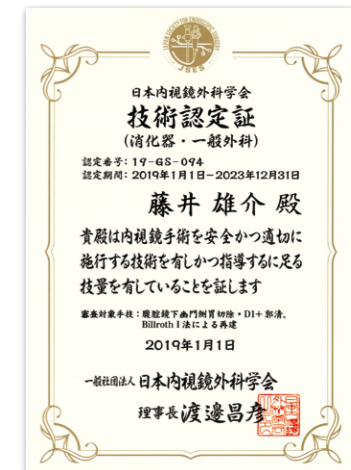 JSES
日本内視鏡外科学会
技術認定証
(消化器・一般外科)
認定番号：19-GS-094
認定期間：2019年1月1日－2023年12月31日
藤井 雄介 殿
貴殿は内視鏡手術を安全かつ適切に
施行する技術を有しかつ指導するに足る
技量を有していることを証します
審査対象手技：腹腔鏡下幽門側胃切除・D1+郭清,
Billroth I 法による再建
2019年1月1日
一般社団法人 日本内視鏡外科学会
理事長 渡邊昌彦